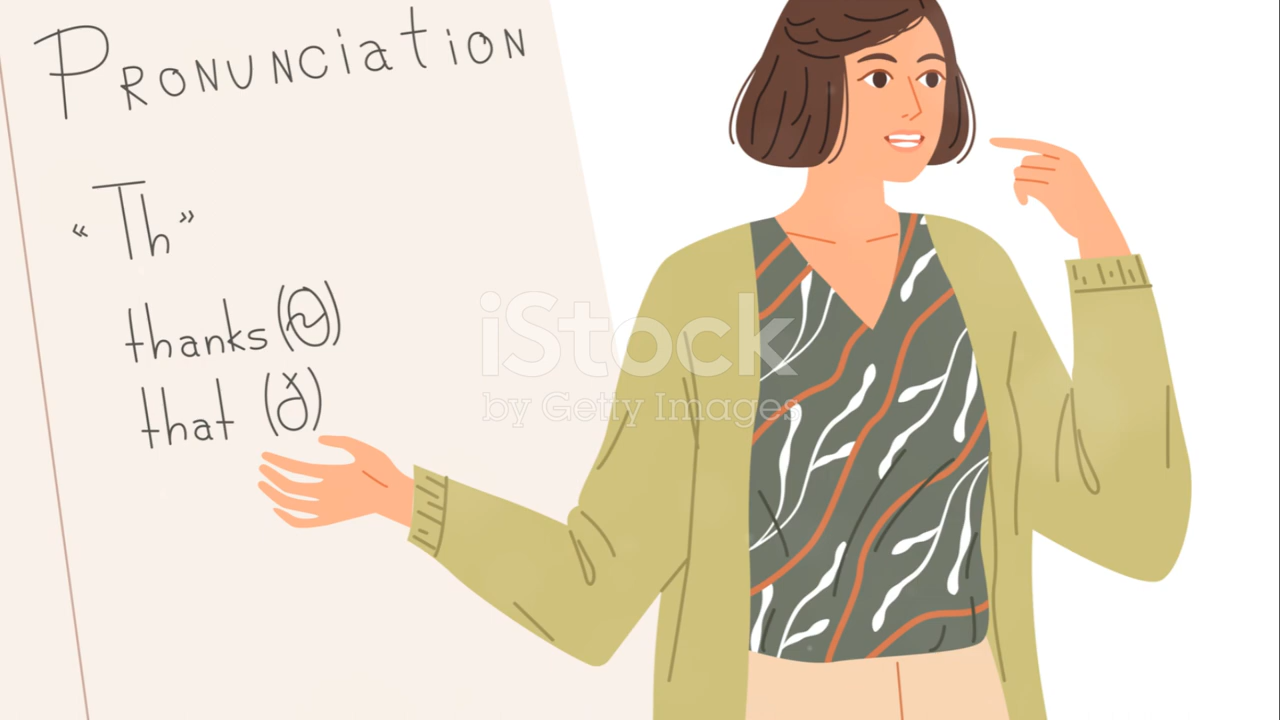 Pronunciation
“Th”
thanks (θ)
that (ð)
iStock
by Getty Images